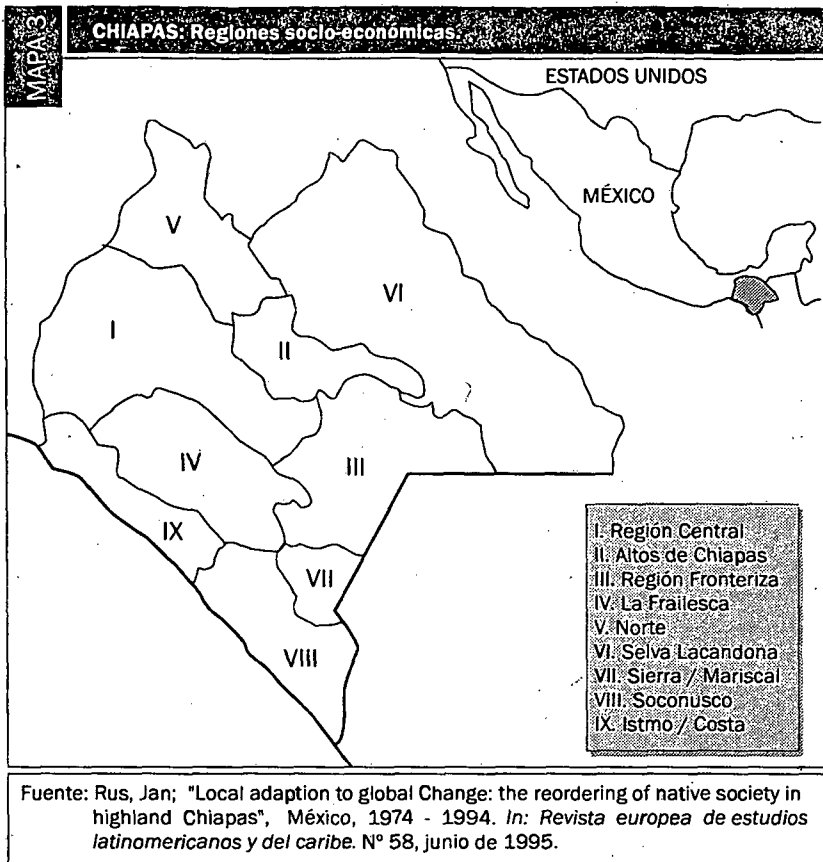 MAPA 3
CHIAPAS: Regiones socio-económicas.
ESTADOS UNIDOS
MÉXICO
V
VI
I
II
IV
III
IX
VII
VIII
I. Región Central
II. Altos de Chiapas
III. Región Fronteriza
IV. La Frailesca
V. Norte
VI. Selva Lacandona
VII. Sierra / Mariscal
VIII. Soconusco
IX. Istmo / Costa
Fuente: Rus, Jan; "Local adaption to global Change: the reordering of native society in
highland Chiapas", México, 1974 - 1994. In: Revista europea de estudios
latinomericanos y del caribe. Nº 58, junio de 1995.